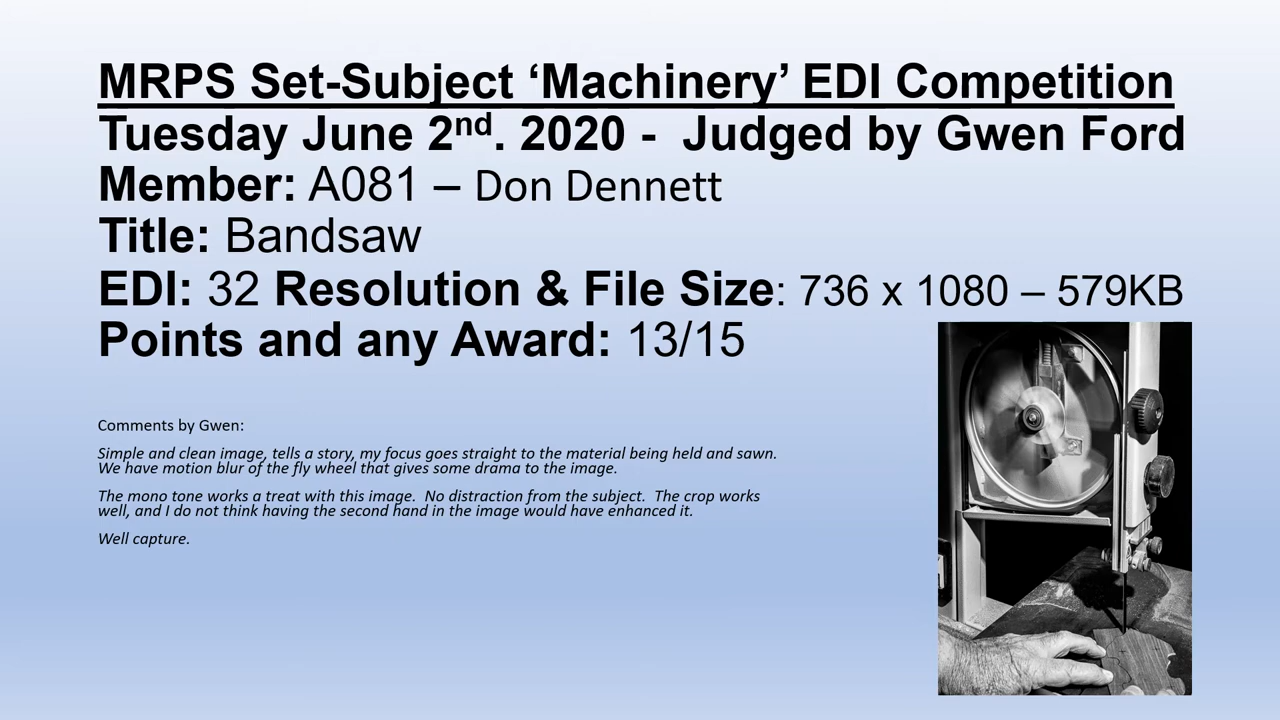 MRPS Set-Subject ‘Machinery’ EDI Competition
Tuesday June 2nd. 2020 - Judged by Gwen Ford
Member: A081 – Don Dennett
Title: Bandsaw
EDI: 32 Resolution & File Size: 736 x 1080 – 579KB
Points and any Award: 13/15
Comments by Gwen:
Simple and clean image, tells a story, my focus goes straight to the material being held and sawn.
We have motion blur of the fly wheel that gives some drama to the image.
The mono tone works a treat with this image. No distraction from the subject. The crop works
well, and I do not think having the second hand in the image would have enhanced it.
Well capture.